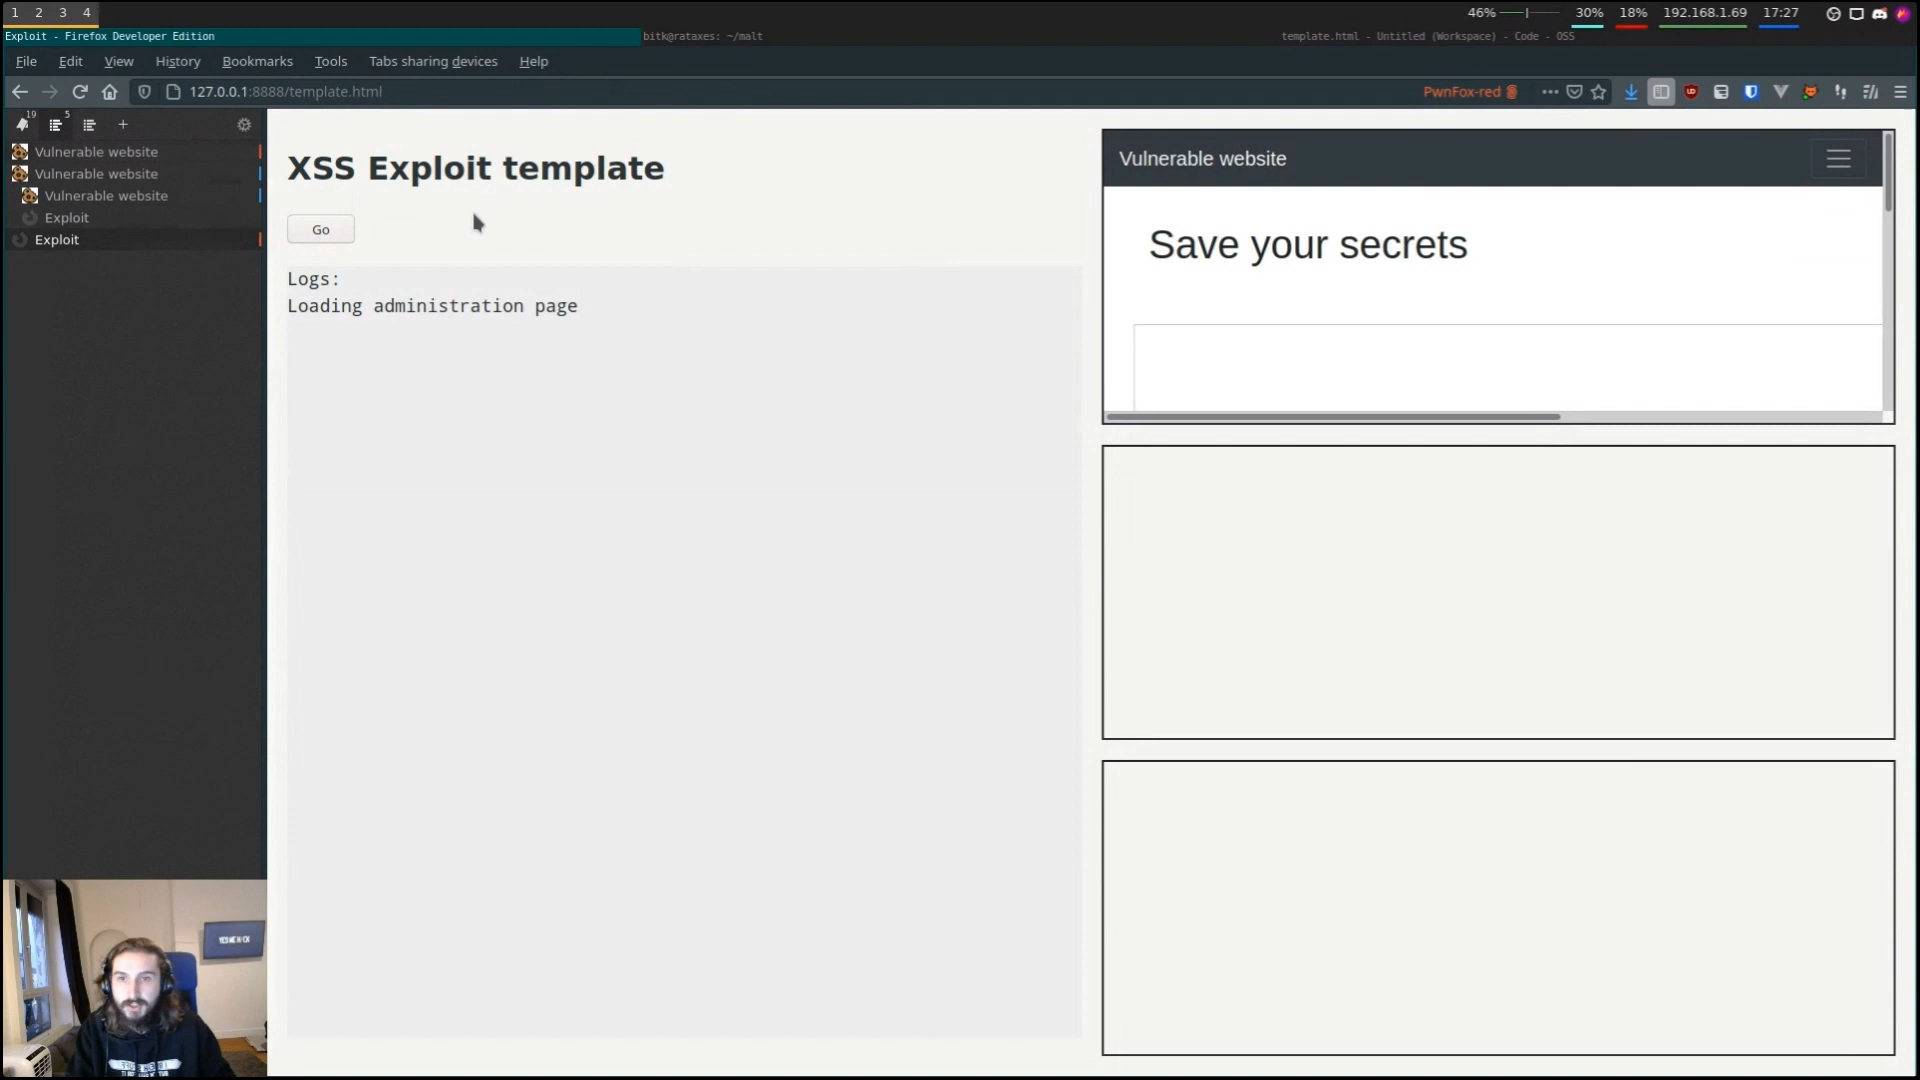 1 2 3 4
46% 30% 18% 192.168.1.69 17:27
Exploit - Firefox Developer Edition
bitk@rataxes: ~/malt
template.html - Untitled (Workspace) - Code - OSS
File Edit View History Bookmarks Tools Tabs sharing devices Help
127.0.0.1:8888/template.html
PwnFox-red
19
5
Vulnerable website
Vulnerable website
Vulnerable website
Exploit
Exploit
XSS Exploit template
Go
Logs:
Loading administration page
Vulnerable website
Save your secrets